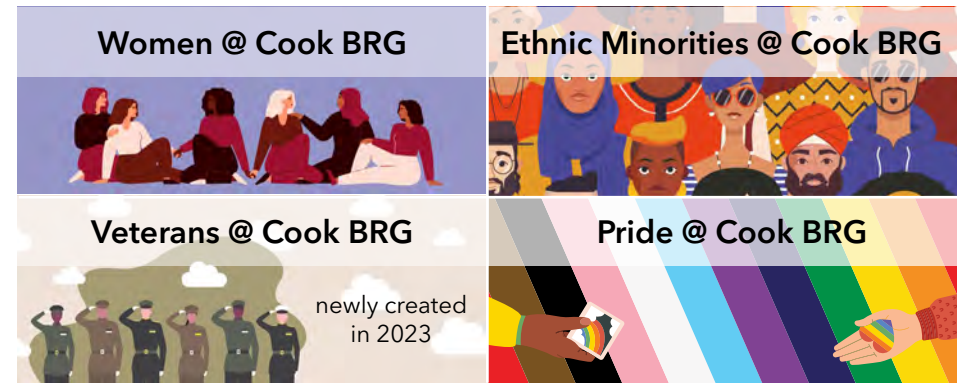 Women @ Cook BRG
Ethnic Minorities @ Cook BRG
Veterans @ Cook BRG
newly created
in 2023
Pride @ Cook BRG